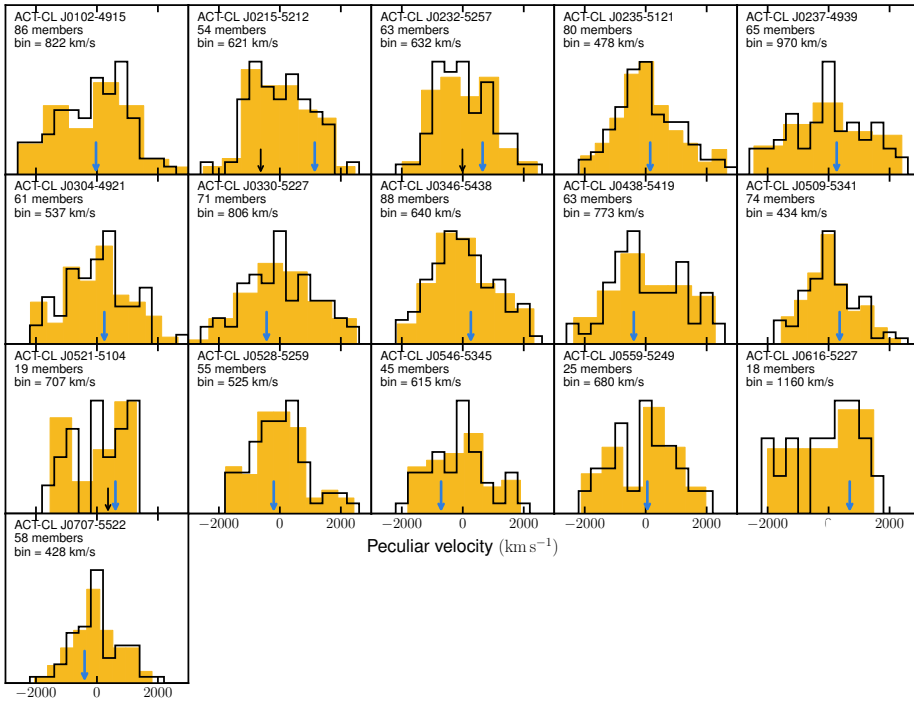 ACT-CL J0102-4915
86 members
bin = 822 km/s
ACT-CL J0215-5212
54 members
bin = 621 km/s
ACT-CL J0232-5257
63 members
bin = 632 km/s
ACT-CL J0235-5121
80 members
bin = 478 km/s
ACT-CL J0237-4939
65 members
bin = 970 km/s
ACT-CL J0304-4921
61 members
bin = 537 km/s
ACT-CL J0330-5227
71 members
bin = 806 km/s
ACT-CL J0346-5438
88 members
bin = 640 km/s
ACT-CL J0438-5419
63 members
bin = 773 km/s
ACT-CL J0509-5341
74 members
bin = 434 km/s
ACT-CL J0521-5104
19 members
bin = 707 km/s
ACT-CL J0528-5259
55 members
bin = 525 km/s
ACT-CL J0546-5345
45 members
bin = 615 km/s
ACT-CL J0559-5249
25 members
bin = 680 km/s
ACT-CL J0616-5227
18 members
bin = 1160 km/s
−2000 0 2000
−2000 0 2000
−2000 0 2000
−2000 2000
Peculiar velocity (km s⁻¹)
ACT-CL J0707-5522
58 members
bin = 428 km/s
−2000 0 2000